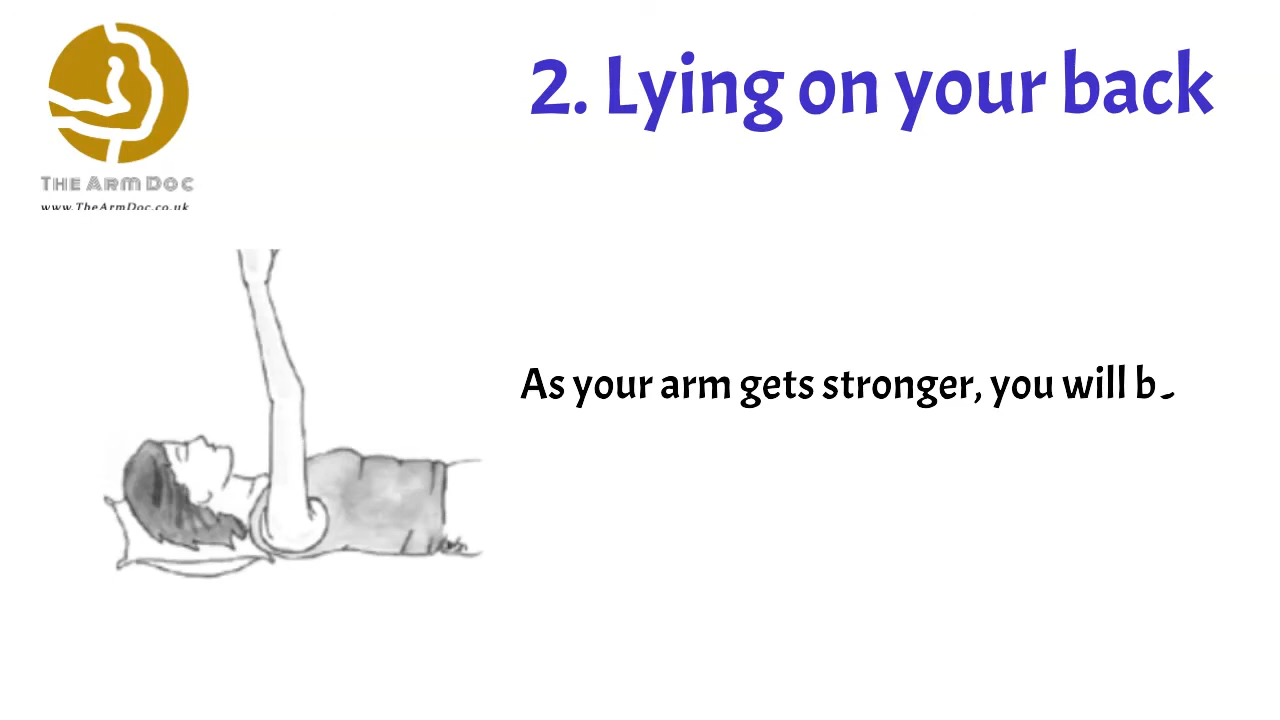 THE ARM DOC
www.TheArmDoc.co.uk
2. Lying on your back
As your arm gets stronger, you will